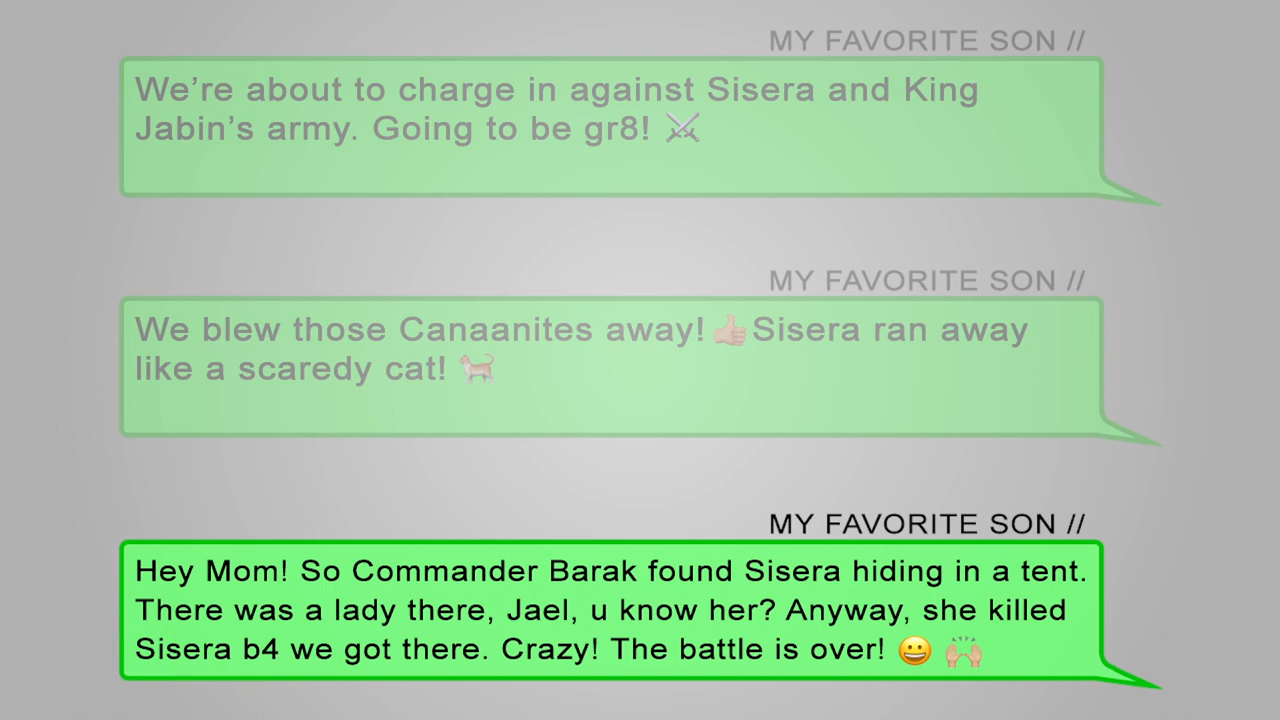 MY FAVORITE SON //
We’re about to charge in against Sisera and King
Jabin’s army. Going to be gr8! ⚔
MY FAVORITE SON //
We blew those Canaanites away! 👍Sisera ran away
like a scaredy cat! 🐈
MY FAVORITE SON //
Hey Mom! So Commander Barak found Sisera hiding in a tent.
There was a lady there, Jael, u know her? Anyway, she killed
Sisera b4 we got there. Crazy! The battle is over! 😀 🙌